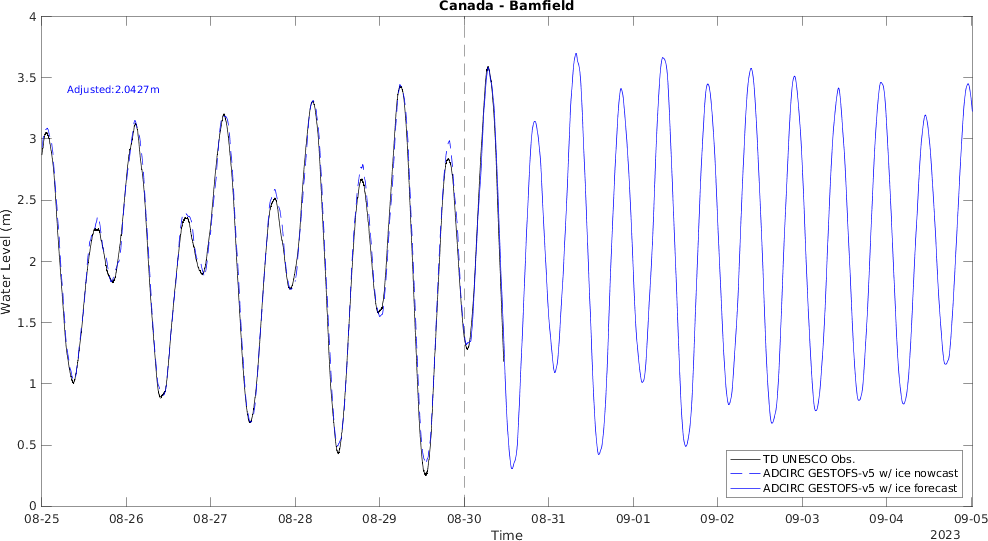 Canada - Bamfield
Water Level (m)
4
3.5
3
2.5
2
1.5
1
0.5
0
Adjusted:2.0427m
TD UNESCO Obs.
ADCIRC GESTOFS-v5 w/ ice nowcast
ADCIRC GESTOFS-v5 w/ ice forecast
08-25 08-26 08-27 08-28 08-29 08-30 08-31 09-01 09-02 09-03 09-04 09-05
Time
2023